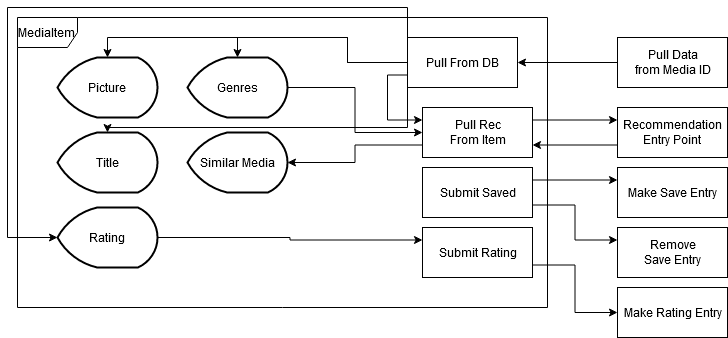 MediaItem
Picture
Genres
Pull From DB
Pull Data
from Media ID
Title
Similar Media
Pull Rec
From Item
Recommendation
Entry Point
Submit Saved
Make Save Entry
Rating
Submit Rating
Remove
Save Entry
Make Rating Entry